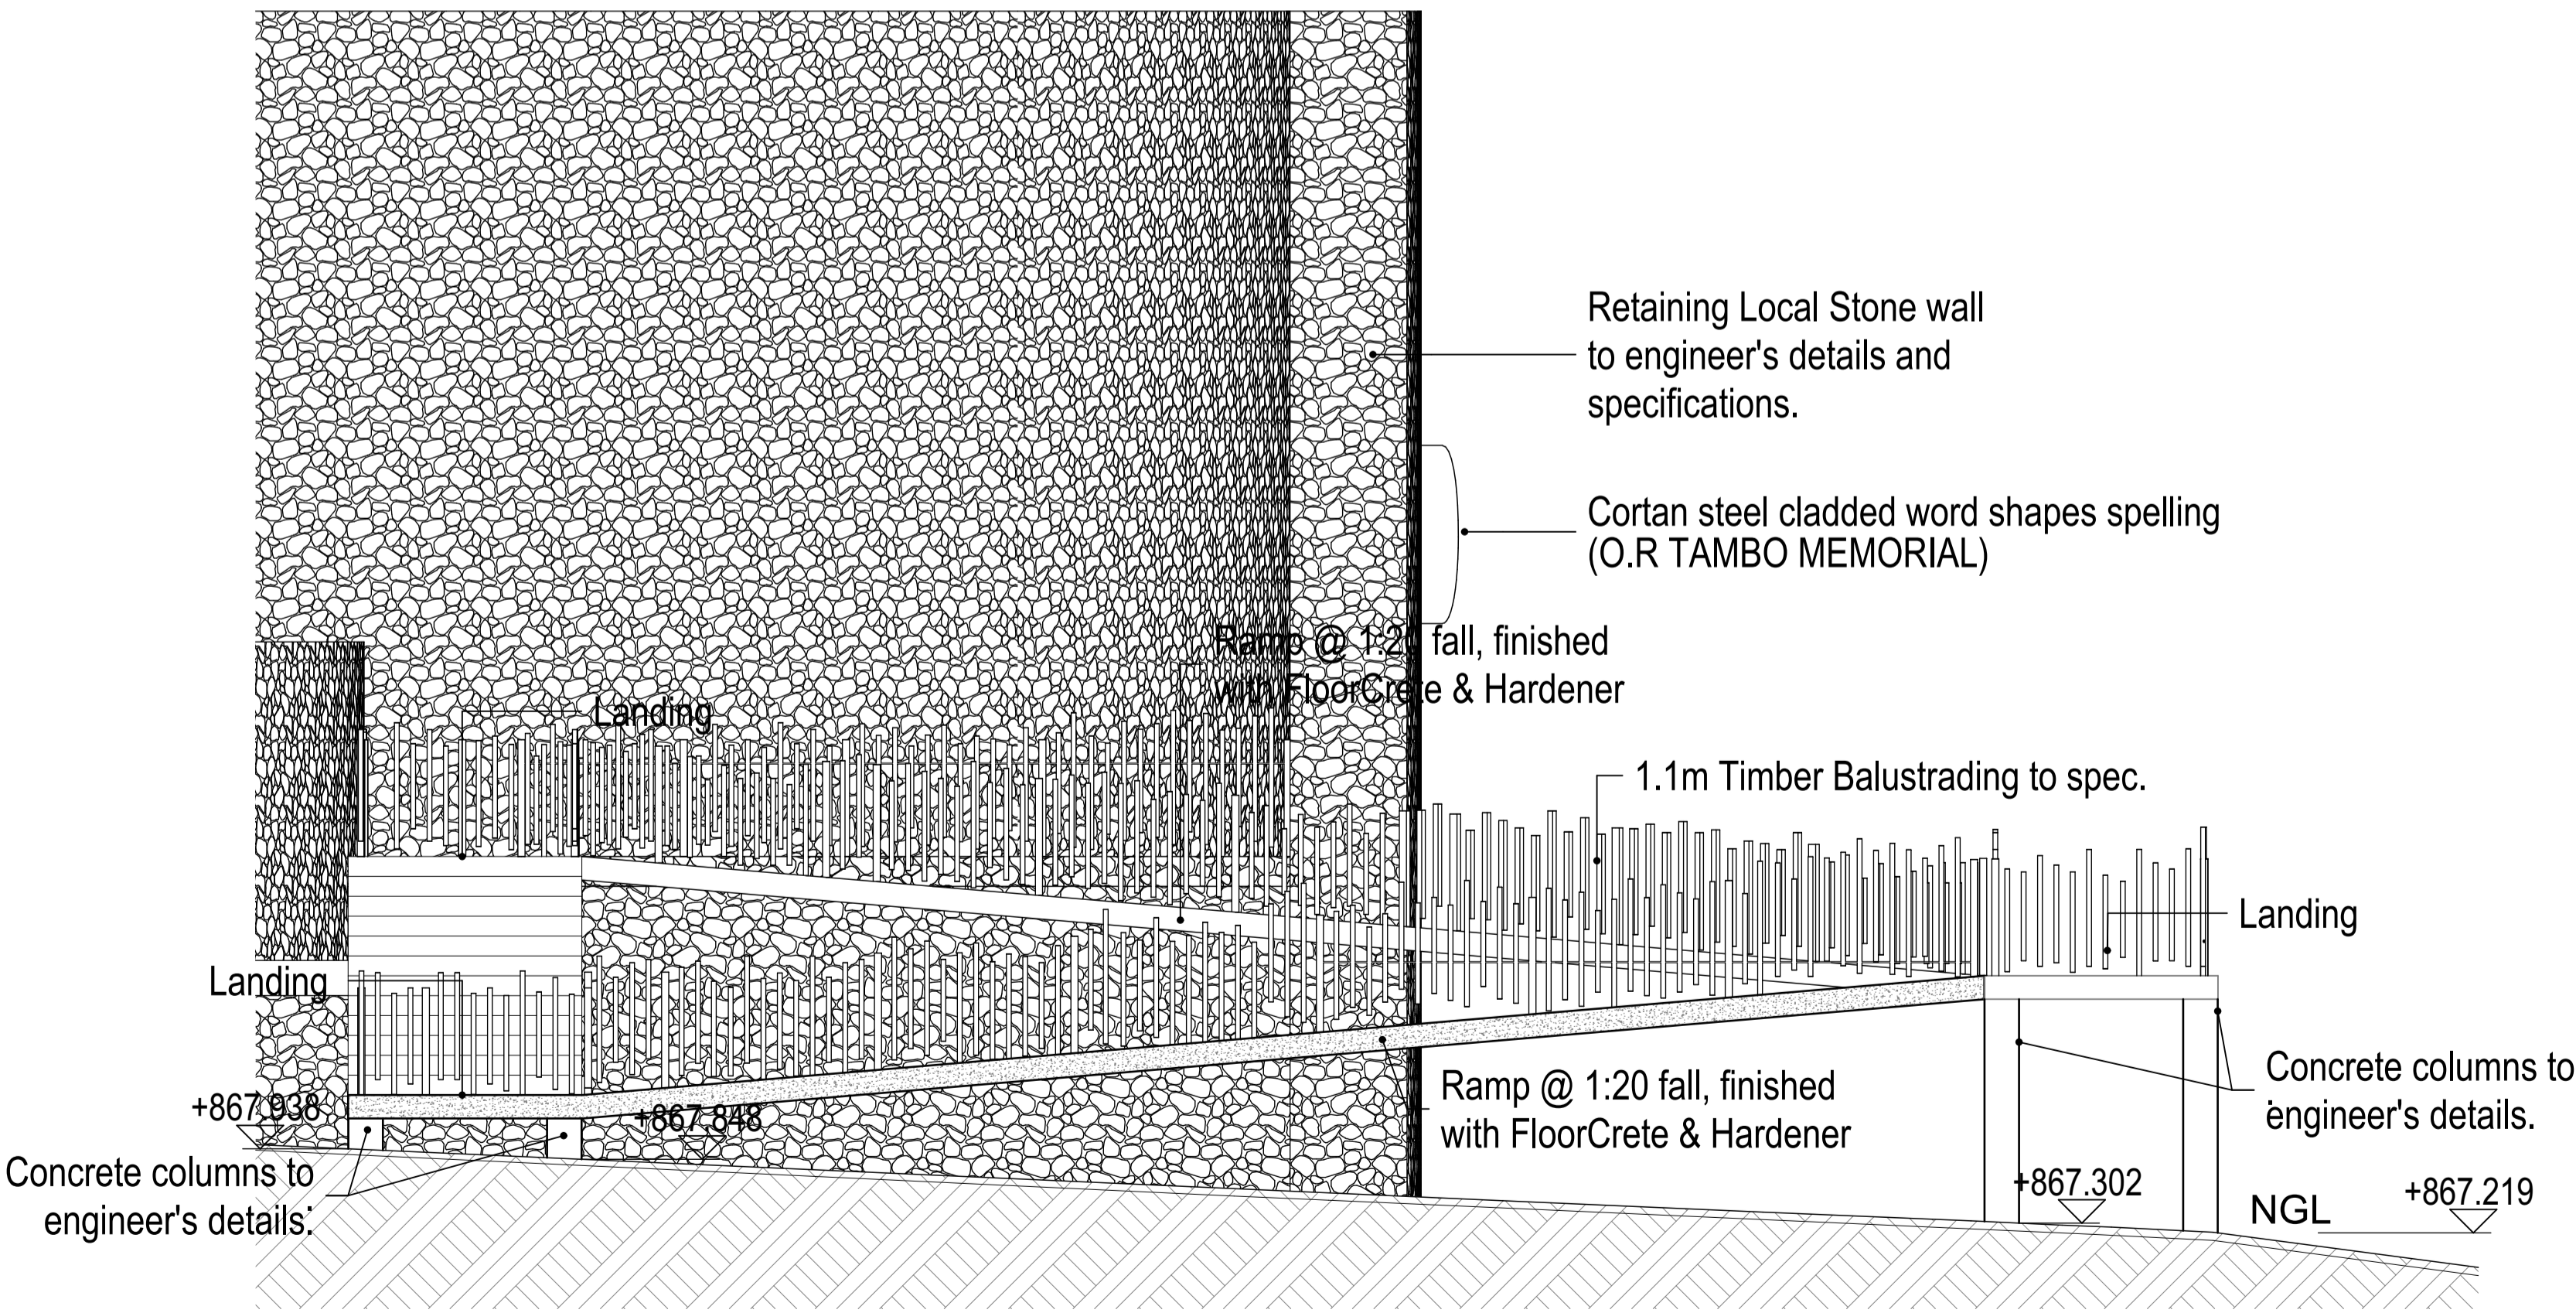 Retaining Local Stone wall
to engineer's details and
specifications.
Cortan steel cladded word shapes spelling
(O.R TAMBO MEMORIAL)
Ramp @ 1:20 fall, finished
with FloorCrete & Hardener
Landing
1.1m Timber Balustrading to spec.
Landing
Landing
Concrete columns to
engineer's details.
Ramp @ 1:20 fall, finished
with FloorCrete & Hardener
+867.938
+867.848
Concrete columns to
engineer's details.
+867.302
NGL
+867.219